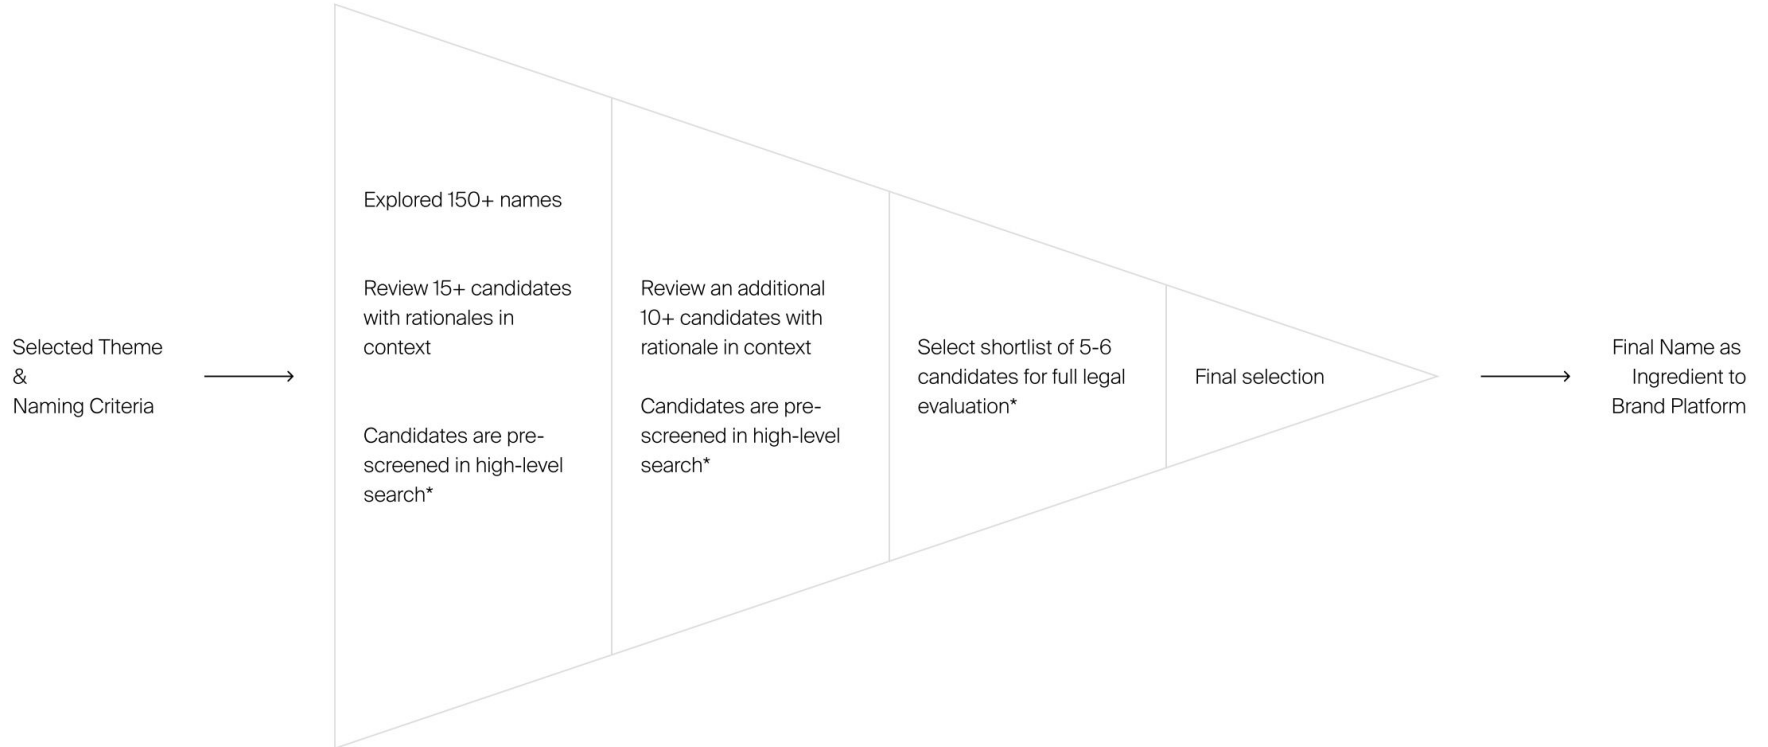 Selected Theme
&
Naming Criteria
Explored 150+ names
Review 15+ candidates
with rationales in
context
Candidates are pre-
screened in high-level
search*
Review an additional
10+ candidates with
rationale in context
Candidates are pre-
screened in high-level
search*
Select shortlist of 5-6
candidates for full legal
evaluation*
Final selection
Final Name as
Ingredient to
Brand Platform